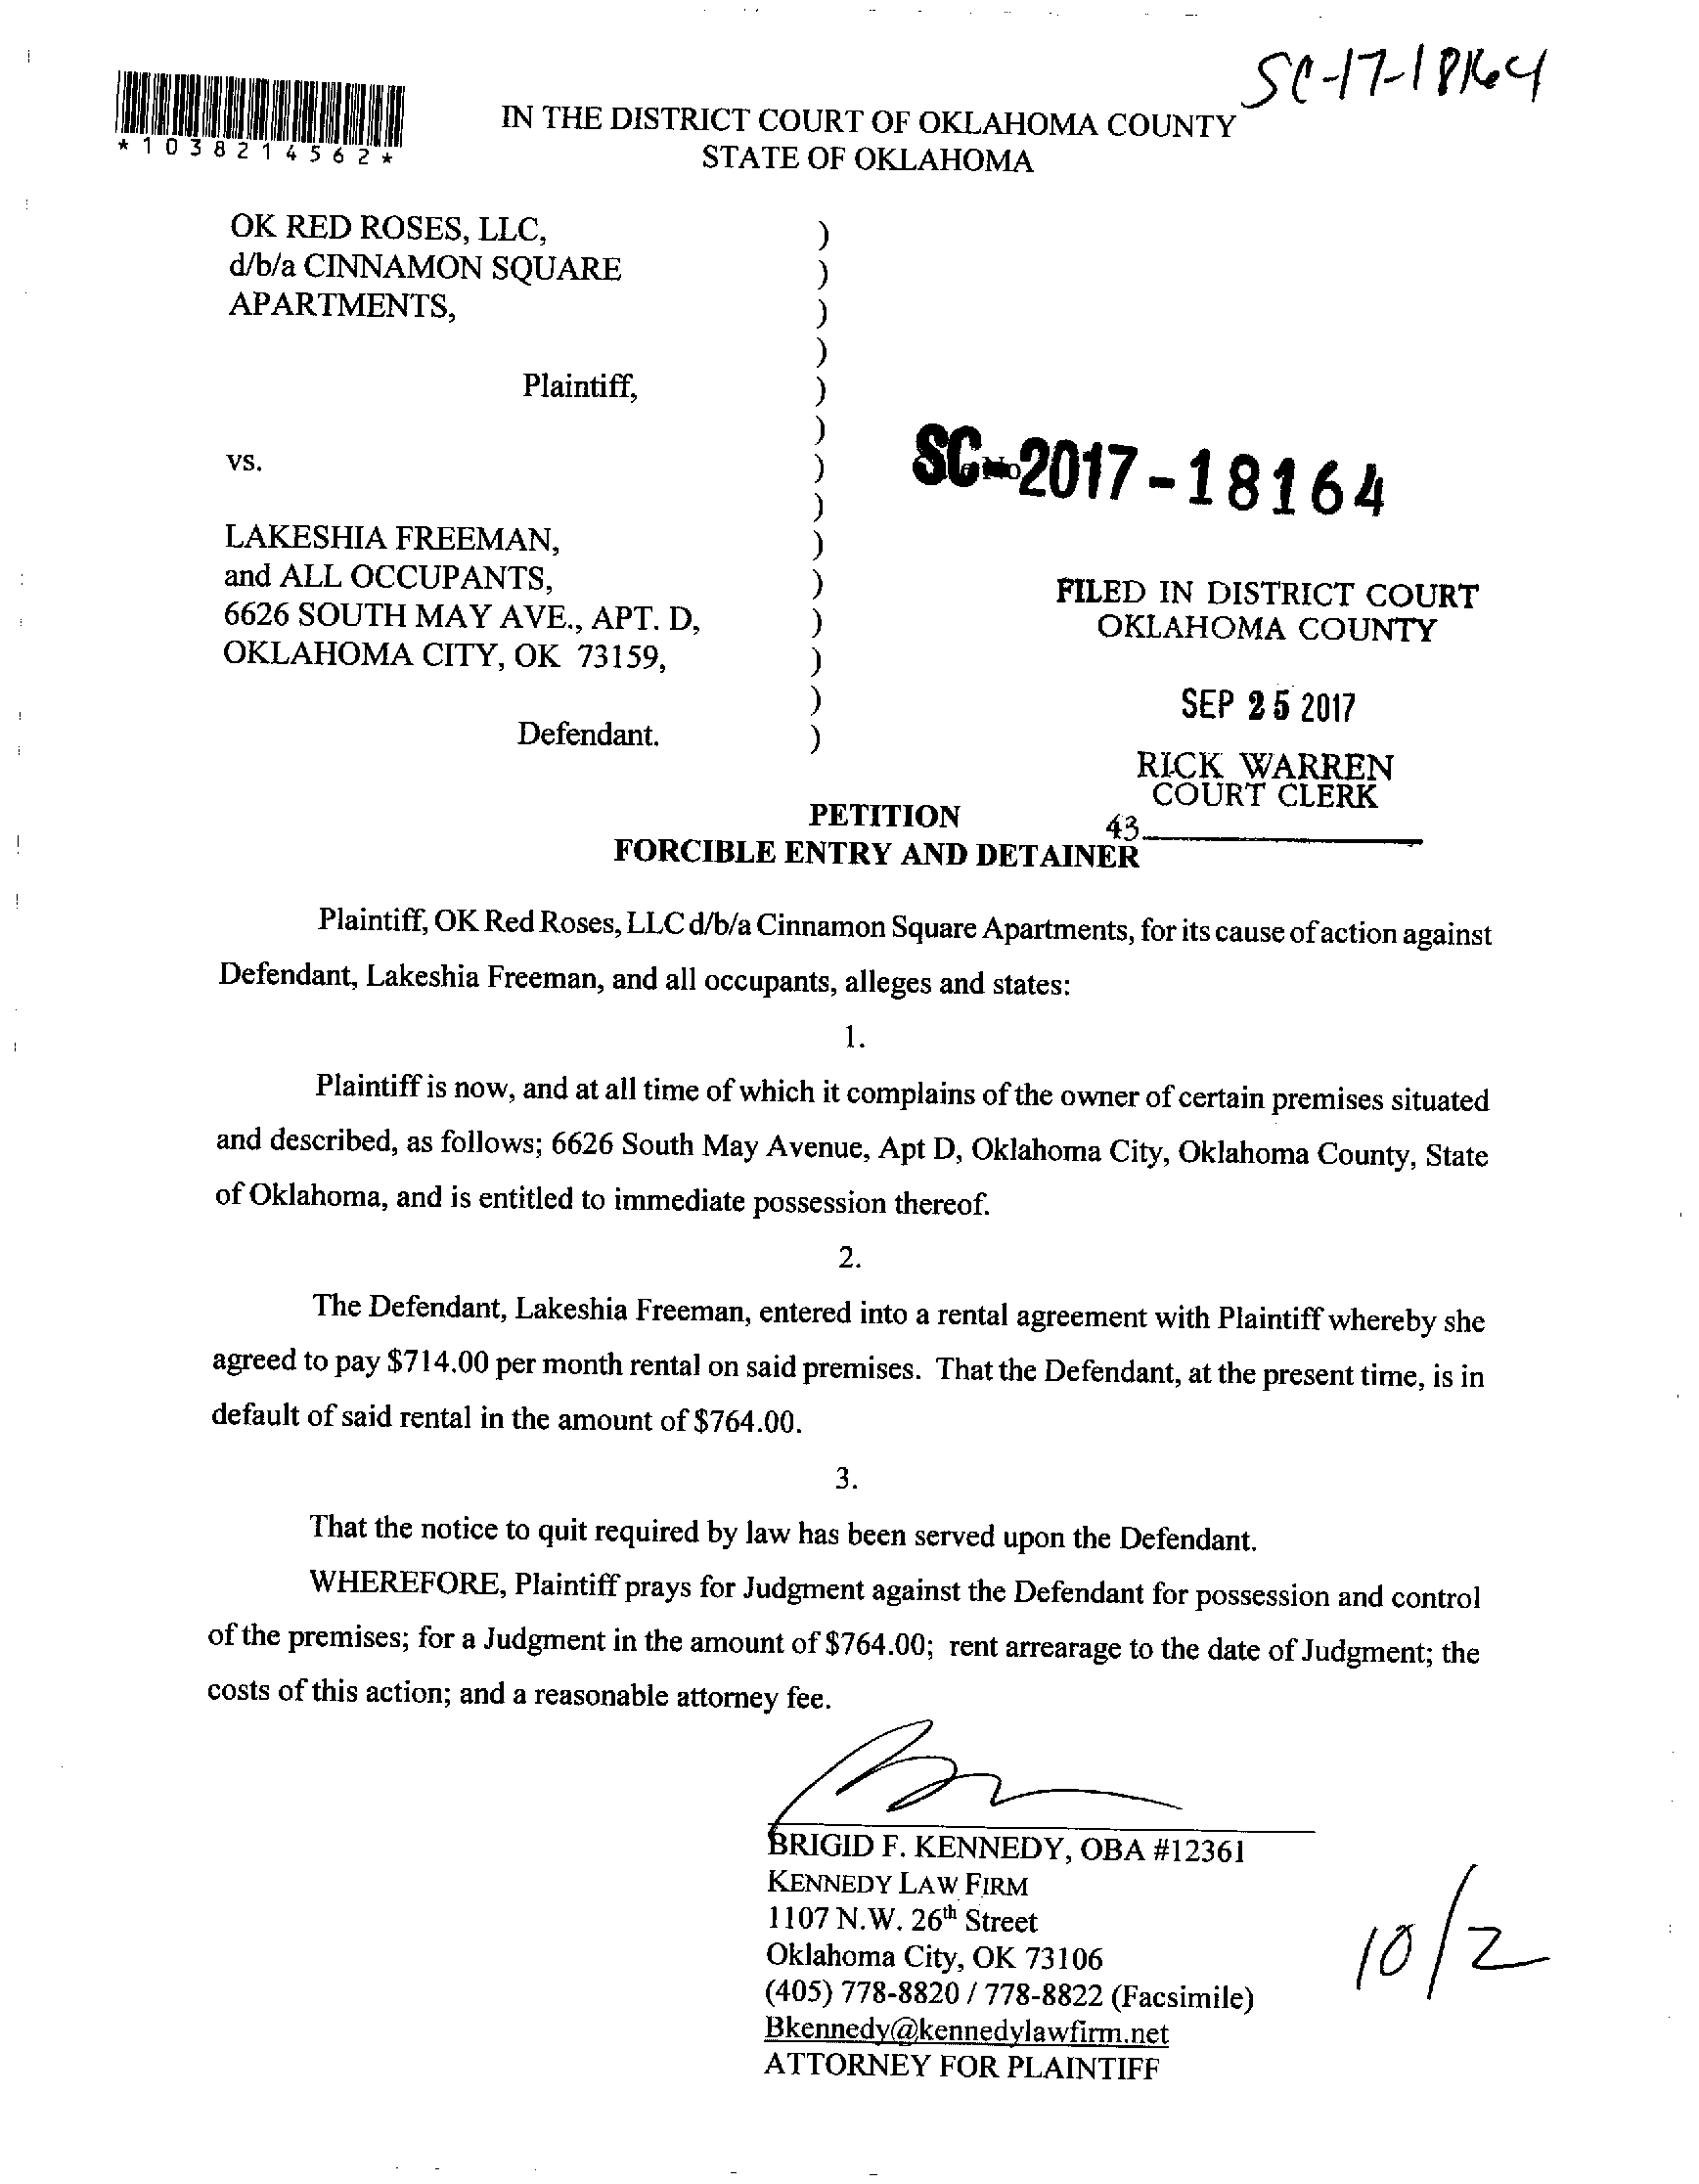 SC-17-18164
*1038214562*
IN THE DISTRICT COURT OF OKLAHOMA COUNTY
STATE OF OKLAHOMA
OK RED ROSES, LLC, )
d/b/a CINNAMON SQUARE )
APARTMENTS, )
)
Plaintiff, )
)
vs. )
)
SC-2017-18164
LAKESHIA FREEMAN, )
and ALL OCCUPANTS, )
6626 SOUTH MAY AVE., APT. D, )
OKLAHOMA CITY, OK 73159, )
)
Defendant. )
FILED IN DISTRICT COURT
OKLAHOMA COUNTY
SEP 25 2017
RICK WARREN
COURT CLERK
43
PETITION
FORCIBLE ENTRY AND DETAINER
Plaintiff, OK Red Roses, LLC d/b/a Cinnamon Square Apartments, for its cause of action against
Defendant, Lakeshia Freeman, and all occupants, alleges and states:
1.
Plaintiff is now, and at all time of which it complains of the owner of certain premises situated
and described, as follows; 6626 South May Avenue, Apt D, Oklahoma City, Oklahoma County, State
of Oklahoma, and is entitled to immediate possession thereof.
2.
The Defendant, Lakeshia Freeman, entered into a rental agreement with Plaintiff whereby she
agreed to pay $714.00 per month rental on said premises. That the Defendant, at the present time, is in
default of said rental in the amount of $764.00.
3.
That the notice to quit required by law has been served upon the Defendant.
WHEREFORE, Plaintiff prays for Judgment against the Defendant for possession and control
of the premises; for a Judgment in the amount of $764.00; rent arrearage to the date of Judgment; the
costs of this action; and a reasonable attorney fee.
BRIGID F. KENNEDY, OBA #12361
KENNEDY LAW FIRM
1107 N.W. 26th Street
Oklahoma City, OK 73106
(405) 778-8820 / 778-8822 (Facsimile)
Bkennedy@kennedylawfirm.net
ATTORNEY FOR PLAINTIFF
10/2